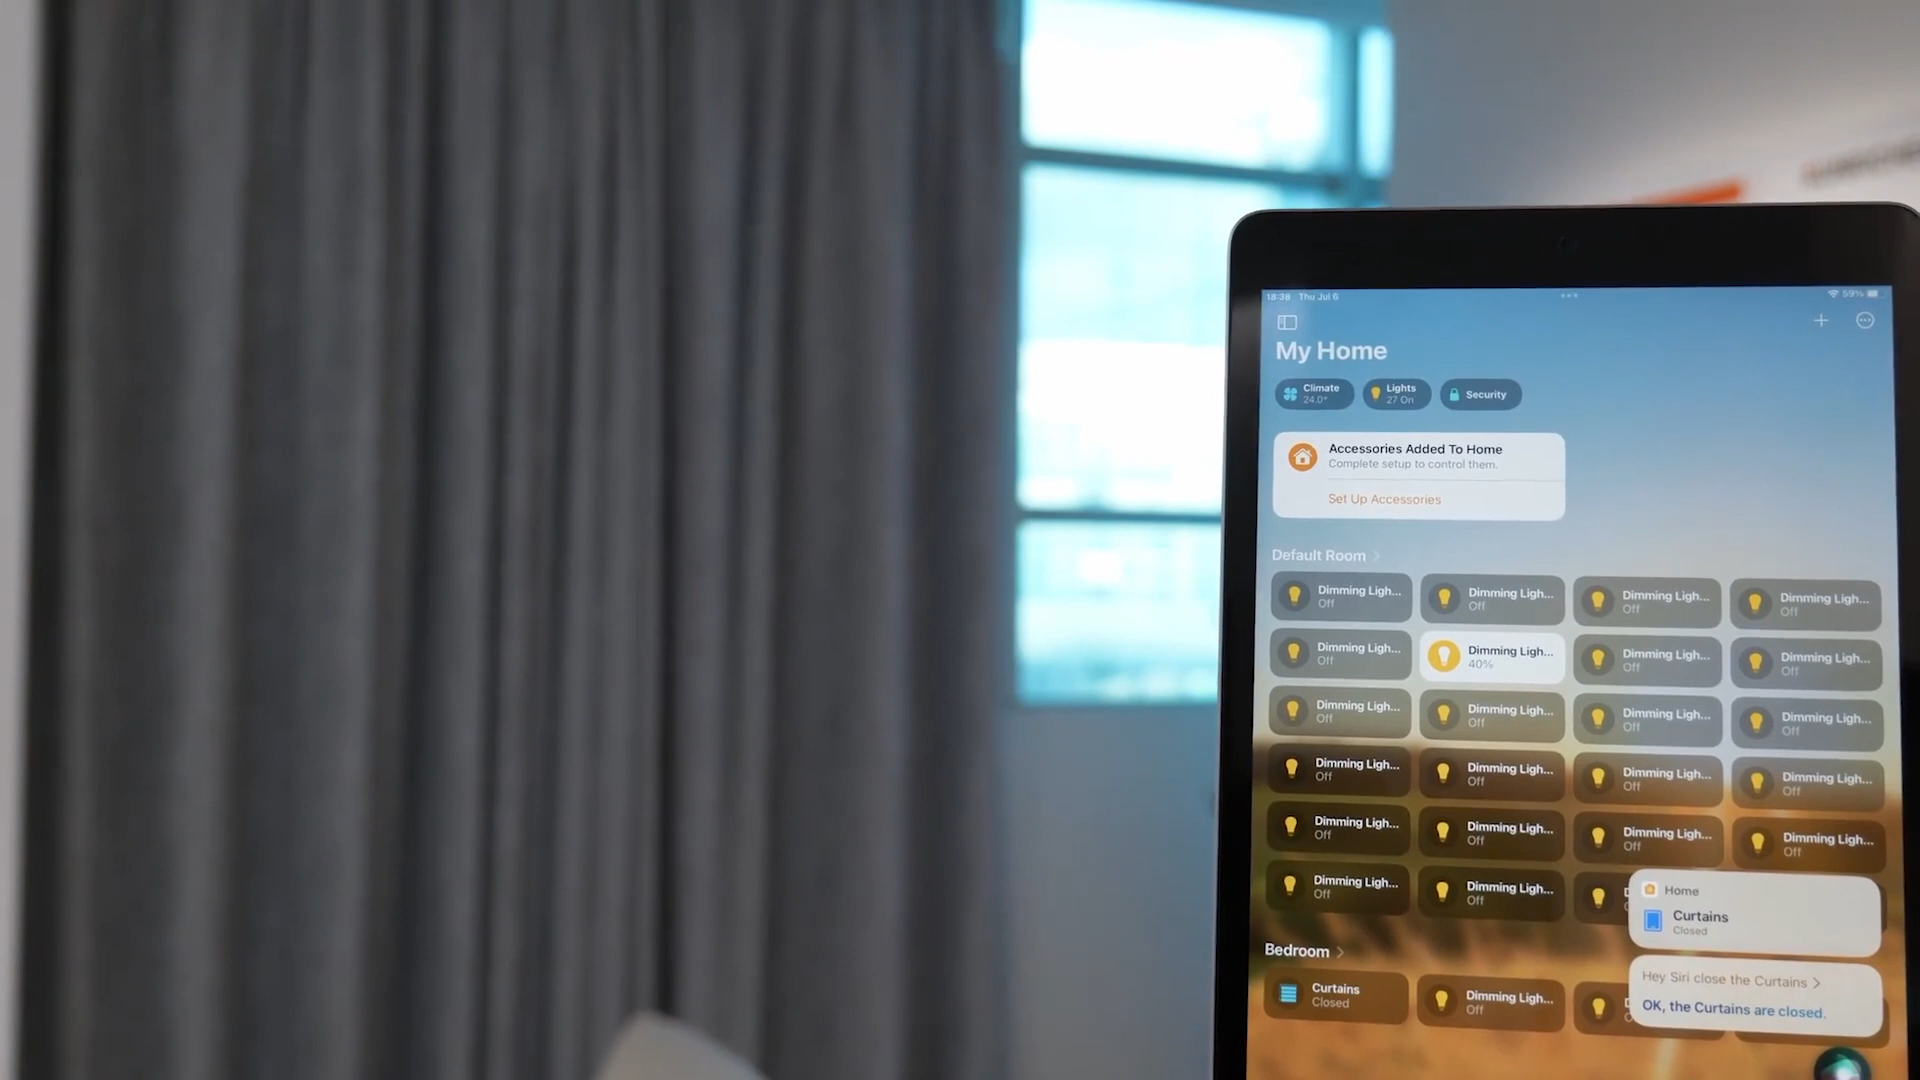 18:38 Thu Jul 6
59%
My Home
Climate
24.0°
Lights
27 On
Security
Accessories Added To Home
Complete setup to control them.
Set Up Accessories
Default Room >
Dimming Ligh... Dimming Ligh... Dimming Ligh... Dimming Ligh...
Off Off Off Off
Dimming Ligh... Dimming Ligh... Dimming Ligh... Dimming Ligh...
Off 40% Off Off
Dimming Ligh... Dimming Ligh... Dimming Ligh... Dimming Ligh...
Off Off Off Off
Dimming Ligh... Dimming Ligh... Dimming Ligh... Dimming Ligh...
Off Off Off Off
Dimming Ligh... Dimming Ligh... Dimming Ligh... Dimming Ligh...
Off Off Off Off
Dimming Ligh... Dimming Ligh...
Off Off
Home
Curtains
Closed
Bedroom >
Curtains Dimming Ligh...
Closed Off
Hey Siri close the Curtains >
OK, the Curtains are closed.